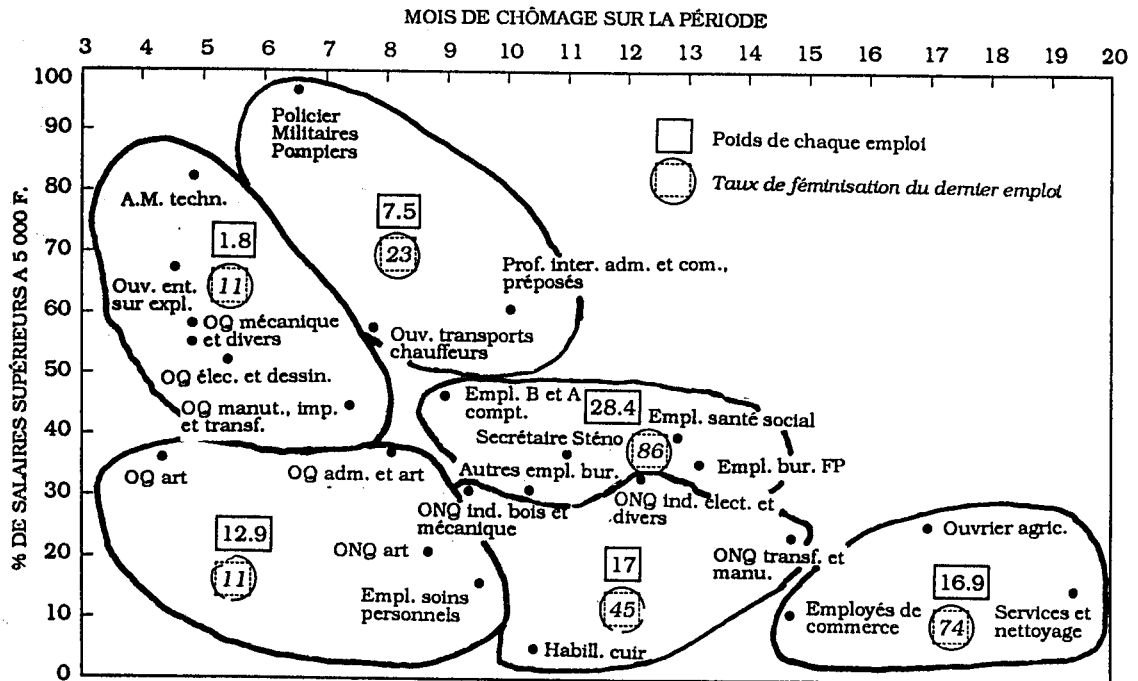 MOIS DE CHÔMAGE SUR LA PÉRIODE
3 4 5 6 7 8 9 10 11 12 13 14 15 16 17 18 19 20
% DE SALAIRES SUPÉRIEURS A 5 000 F.
100
90
80
70
60
50
40
30
20
10
0
Poids de chaque emploi
Taux de féminisation du dernier emploi
Policier
Militaires
Pompiers
7.5
23
Prof. inter. adm. et com.,
préposés
Ouv. transports
chauffeurs
A.M. techn.
1.8
11
Ouv. ent.
sur expl.
OQ mécanique
et divers
OQ élec. et dessin.
OQ manut., imp.
et transf.
Empl. B et A
compt.
28.4
Empl. santé social
Secrétaire Sténo
86
Autres empl. bur.
Empl. bur. FP
OQ art
OQ adm. et art
12.9
11
ONQ art
Empl. soins
personnels
ONQ ind. bois et
mécanique
ONQ ind. élect. et
divers
17
45
ONQ transf. et
manu.
Habill. cuir
Ouvrier agric.
16.9
74
Employés de
commerce
Services et
nettoyage